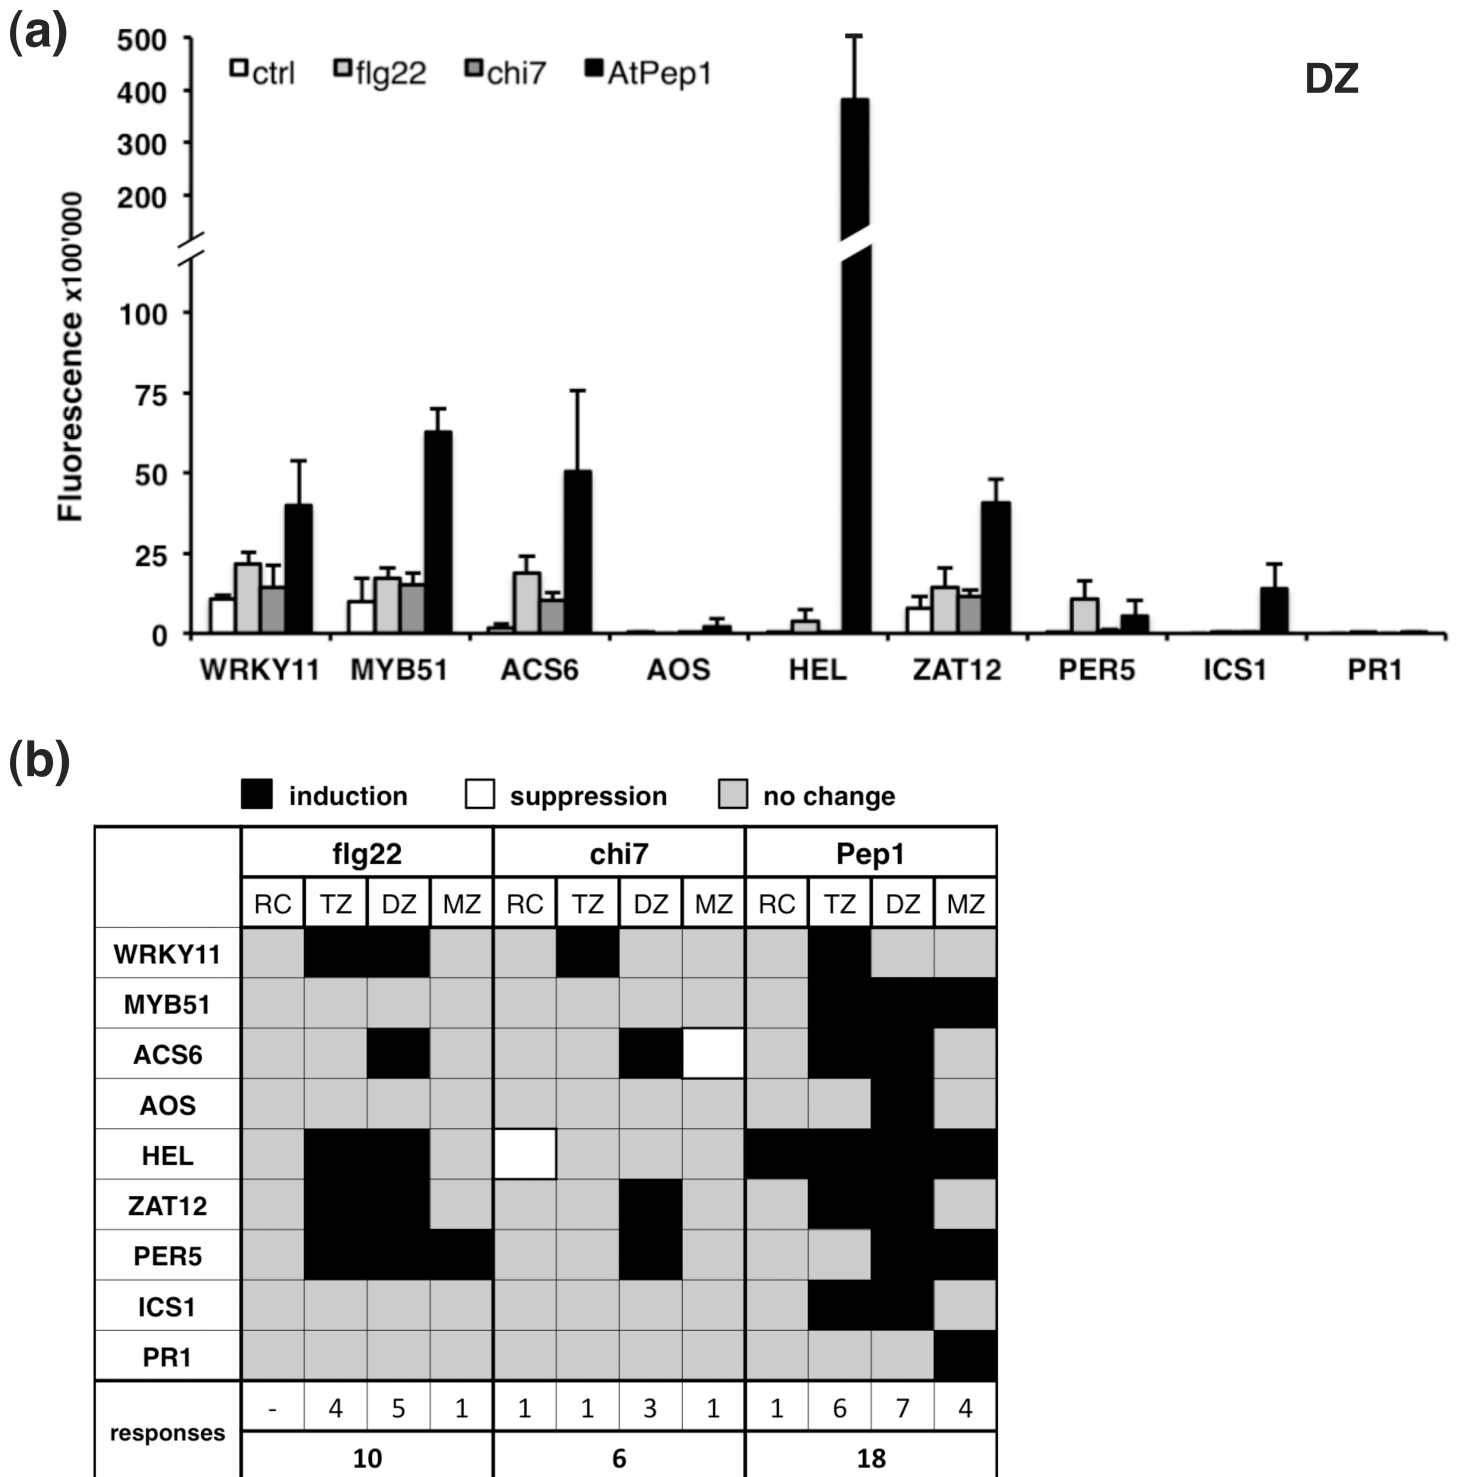 (a)
500
400
300
200
100
75
50
25
0
Fluorescence x100'000
ctrl flg22 chi7 AtPep1
DZ
WRKY11 MYB51 ACS6 AOS HEL ZAT12 PER5 ICS1 PR1
(b)
induction suppression no change
flg22 chi7 Pep1
RC TZ DZ MZ RC TZ DZ MZ RC TZ DZ MZ
WRKY11
MYB51
ACS6
AOS
HEL
ZAT12
PER5
ICS1
PR1
responses
- 4 5 1 1 1 3 1 1 6 7 4
10 6 18